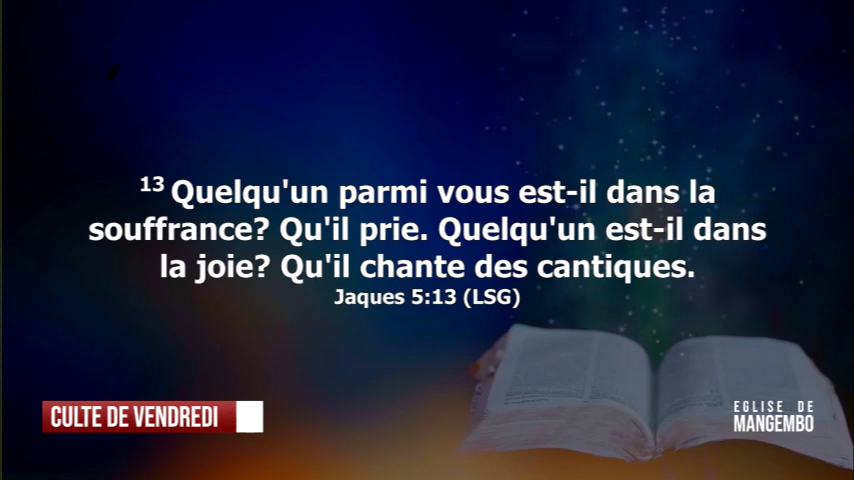 13 Quelqu'un parmi vous est-il dans la
souffrance? Qu'il prie. Quelqu'un est-il dans
la joie? Qu'il chante des cantiques.
Jaques 5:13 (LSG)
CULTE DE VENDREDI
EGLISE DE
MANGEMBO